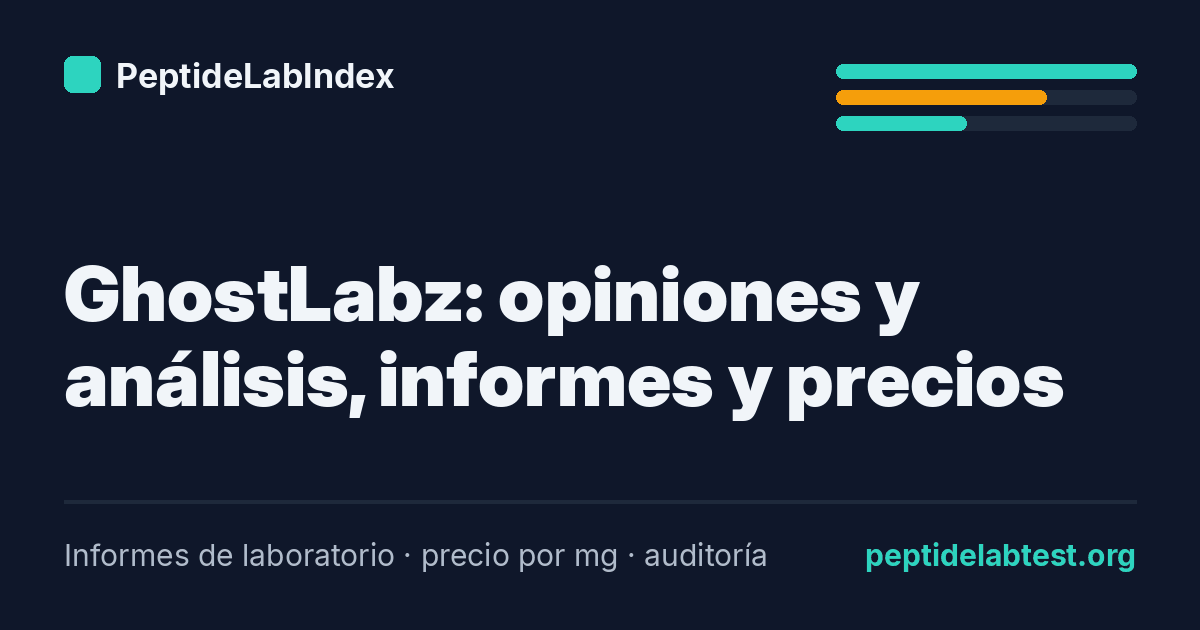 PeptideLabIndex
GhostLabz: opiniones y
análisis, informes y precios
Informes de laboratorio · precio por mg · auditoría
peptidelabtest.org